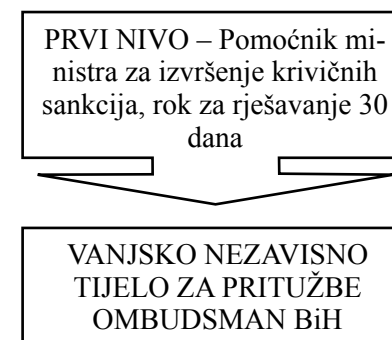 PRVI NIVO – Pomoćnik mi-
nistra za izvršenje krivičnih
sankcija, rok za rješavanje 30
dana
VANJSKO NEZAVISNO
TIJELO ZA PRITUŽBE
OMBUDSMAN BiH